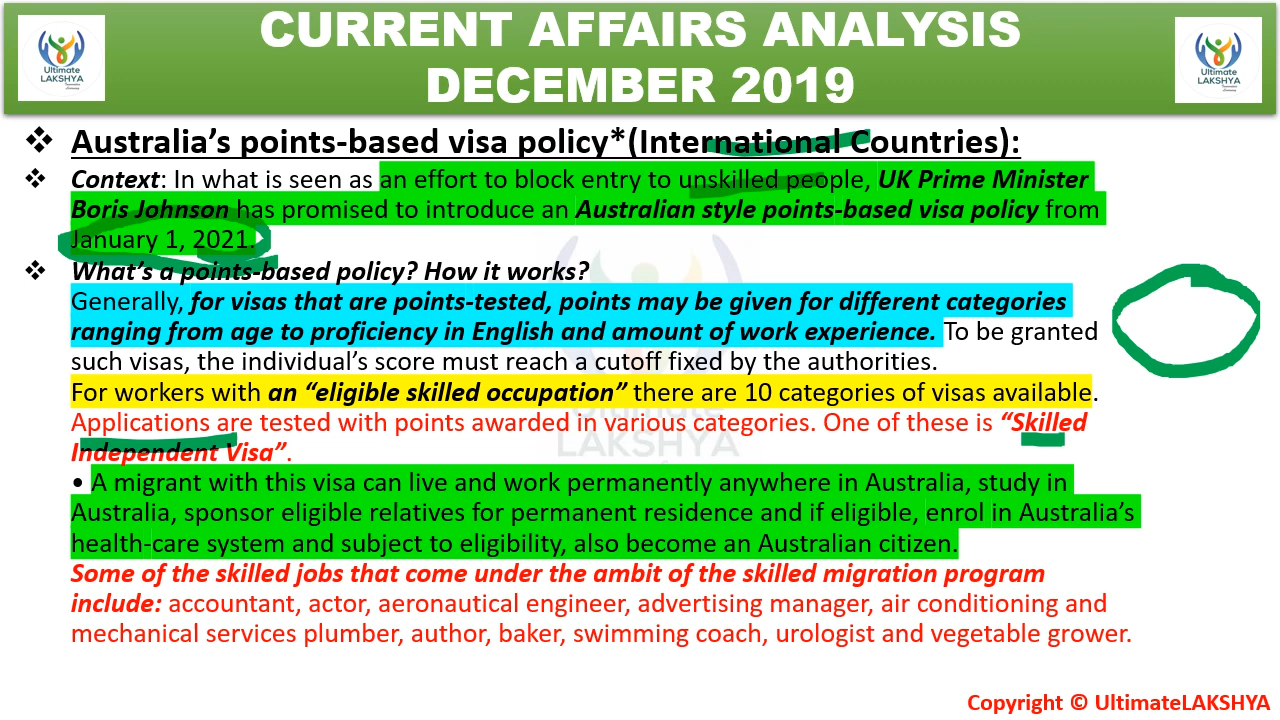 CURRENT AFFAIRS ANALYSIS
DECEMBER 2019
Ultimate
LAKSHYA
Ultimate
LAKSHYA
❖ Australia’s points-based visa policy*(International Countries):
❖ Context: In what is seen as an effort to block entry to unskilled people, UK Prime Minister
Boris Johnson has promised to introduce an Australian style points-based visa policy from
January 1, 2021.
❖ What’s a points-based policy? How it works?
Generally, for visas that are points-tested, points may be given for different categories
ranging from age to proficiency in English and amount of work experience. To be granted
such visas, the individual’s score must reach a cutoff fixed by the authorities.
For workers with an “eligible skilled occupation” there are 10 categories of visas available.
Applications are tested with points awarded in various categories. One of these is “Skilled
Independent Visa”.
• A migrant with this visa can live and work permanently anywhere in Australia, study in
Australia, sponsor eligible relatives for permanent residence and if eligible, enrol in Australia’s
health-care system and subject to eligibility, also become an Australian citizen.
Some of the skilled jobs that come under the ambit of the skilled migration program
include: accountant, actor, aeronautical engineer, advertising manager, air conditioning and
mechanical services plumber, author, baker, swimming coach, urologist and vegetable grower.
Ultimate
LAKSHYA
Copyright © UltimateLAKSHYA